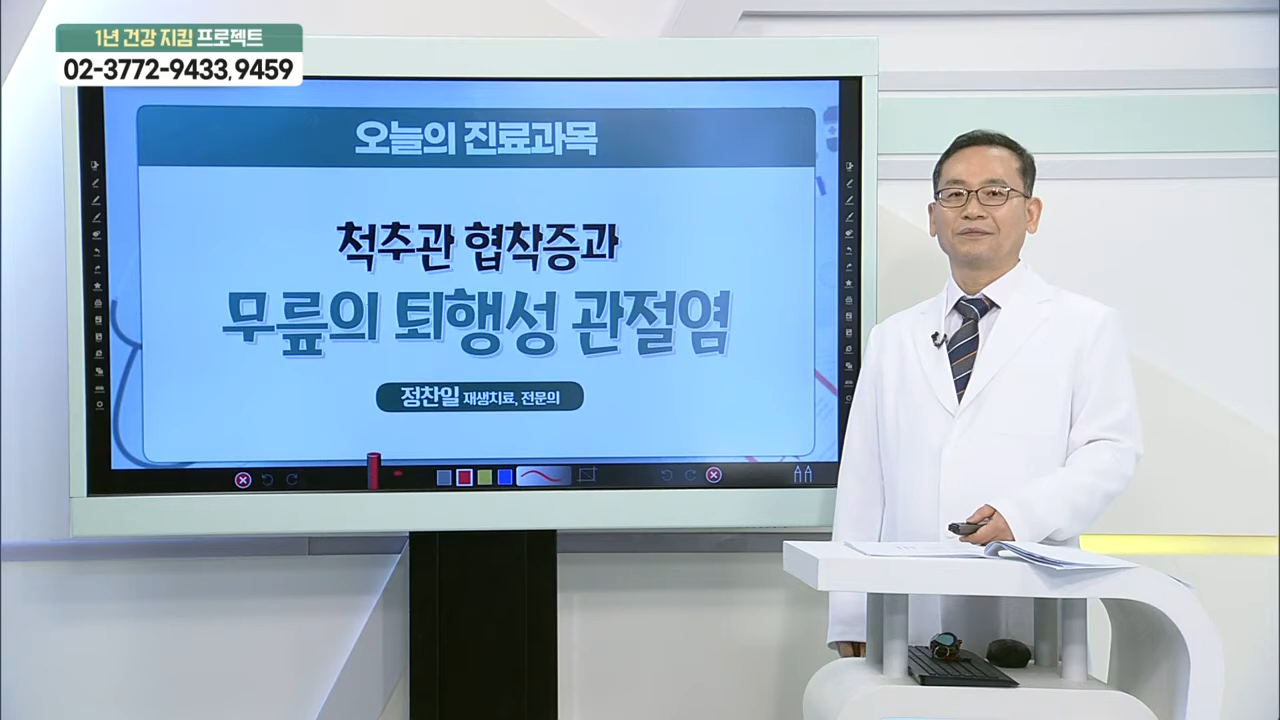 1년 건강 지킴 프로젝트
02-3772-9433, 9459
오늘의 진료과목
척추관 협착증과
무릎의 퇴행성 관절염
정찬일 재생치료, 전문의